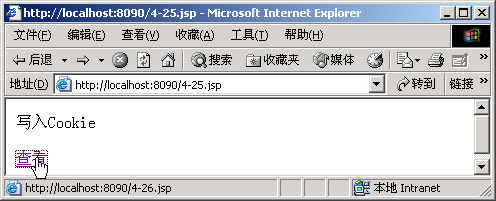 http://localhost:8090/4-25.jsp - Microsoft Internet Explorer
文件(F) 编辑(E) 查看(V) 收藏(A) 工具(T) 帮助(H)
后退 搜索 收藏夹 媒体 »
地址(D) http://localhost:8090/4-25.jsp 转到 链接 »
写入Cookie
查看
http://localhost:8090/4-26.jsp 本地 Intranet